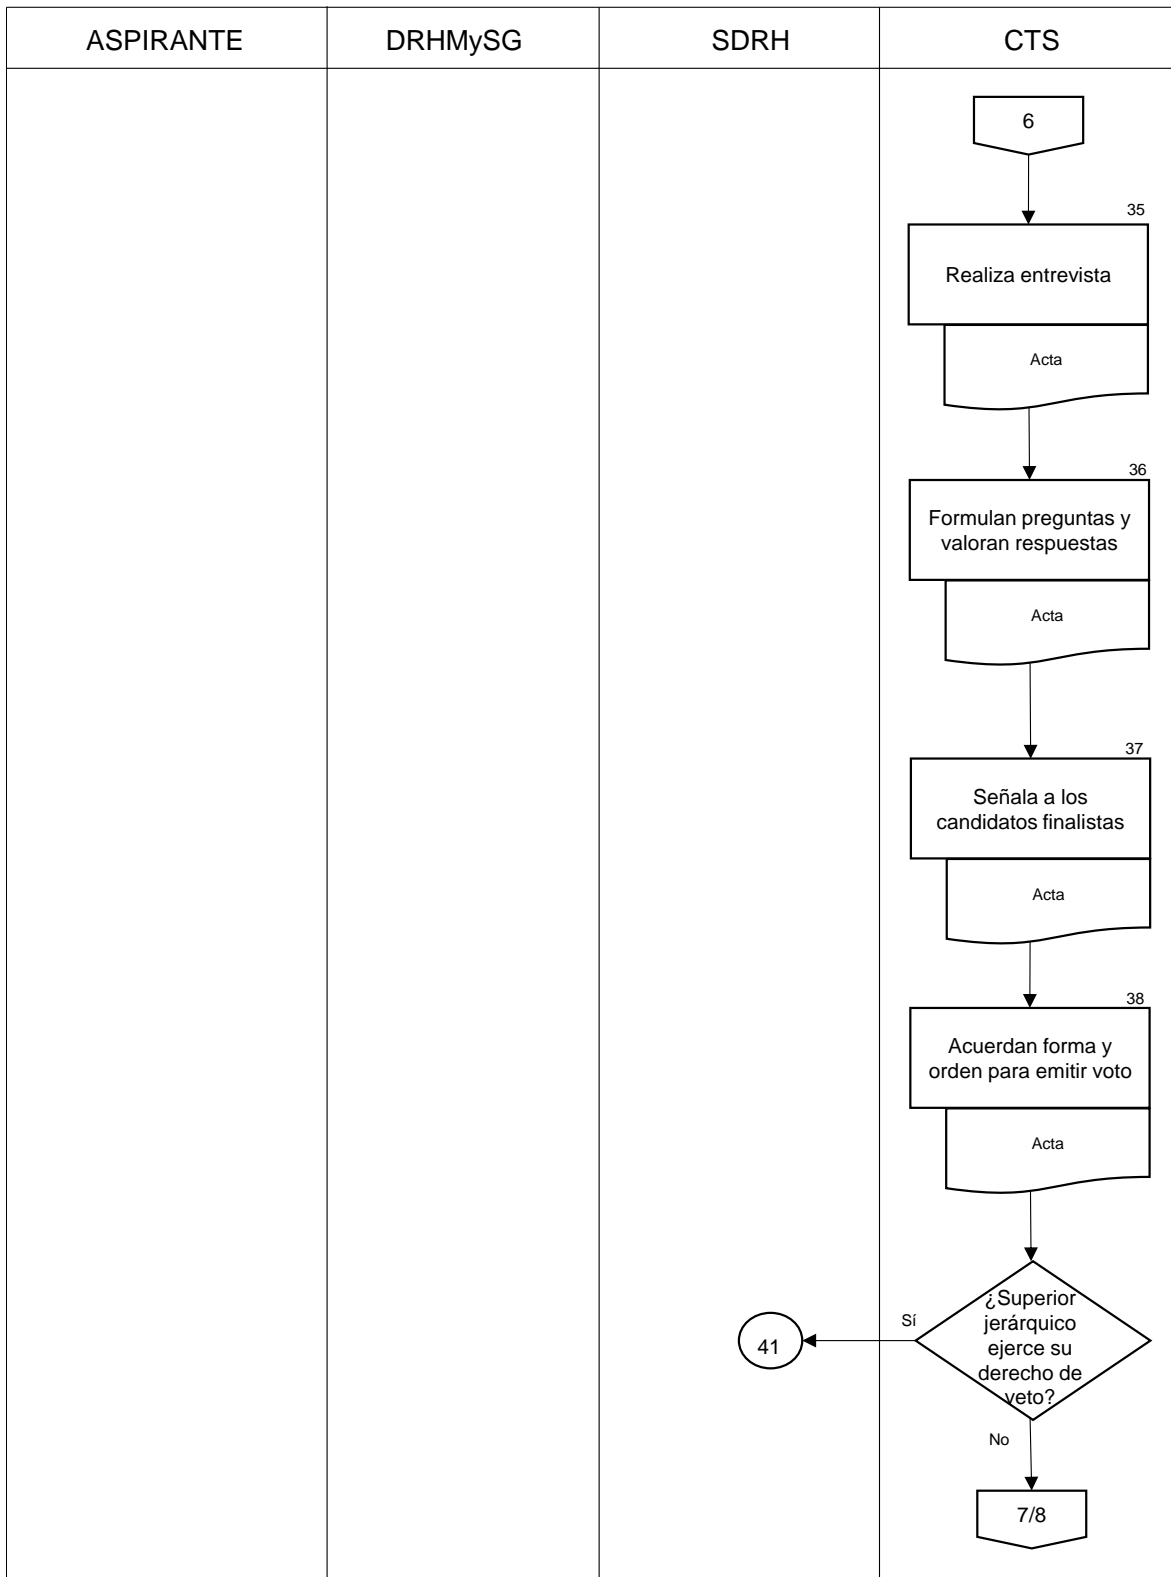 ASPIRANTE
DRHMySG
SDRH
CTS
6
35
Realiza entrevista
Acta
36
Formulan preguntas y
valoran respuestas
Acta
37
Señala a los
candidatos finalistas
Acta
38
Acuerdan forma y
orden para emitir voto
Acta
¿Superior
jerárquico
ejerce su
derecho de
veto?
Sí
41
No
7/8